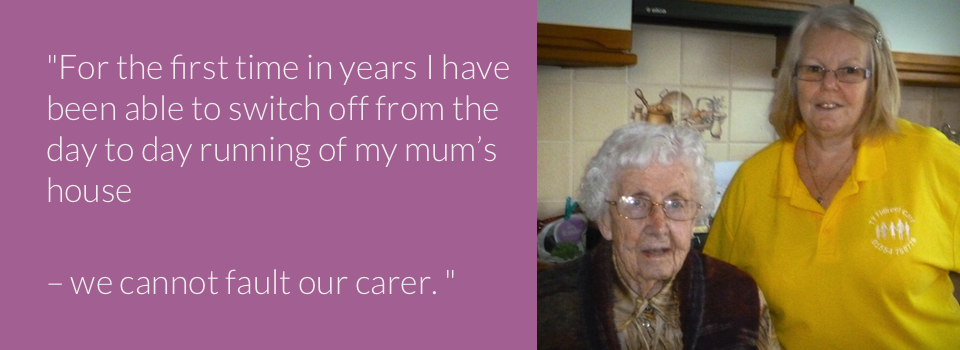 "For the first time in years I have
been able to switch off from the
day to day running of my mum’s
house
– we cannot fault our carer. "